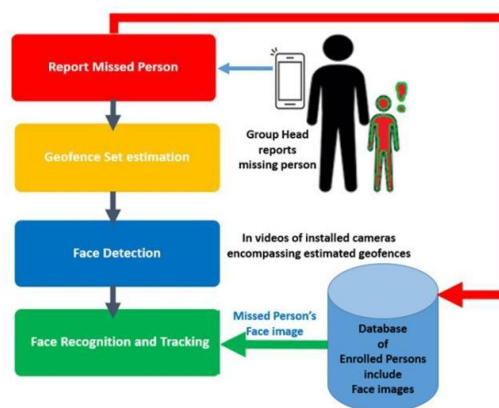 Report Missed Person
Group Head
reports
missing person
Geofence Set estimation
Face Detection
In videos of installed cameras
encompassing estimated geofences
Missed Person's
Face image
Face Recognition and Tracking
Database
of
Enrolled Persons
include
Face images